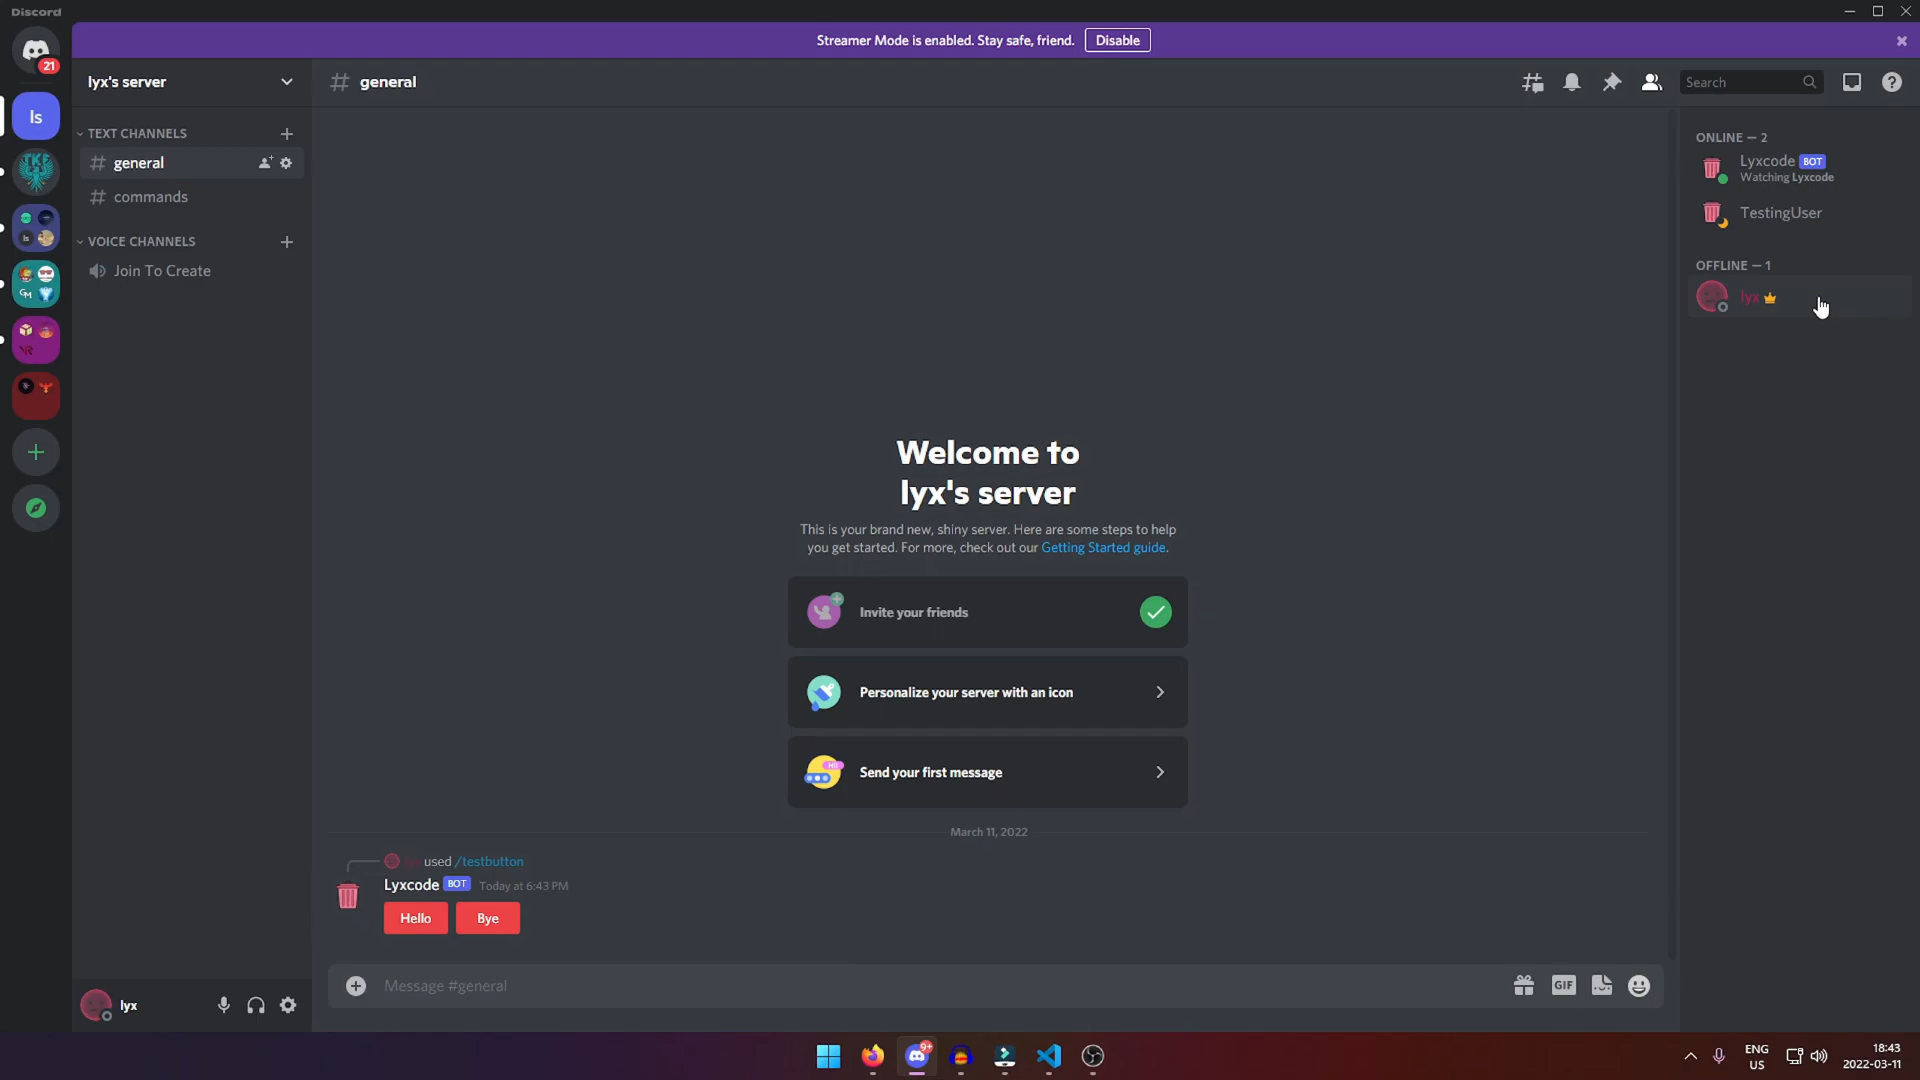 Discord
Streamer Mode is enabled. Stay safe, friend.
Disable
21
lyx's server
general
Search
ls
TEXT CHANNELS
general
commands
VOICE CHANNELS
Join To Create
Welcome to
lyx's server
This is your brand new, shiny server. Here are some steps to help
you get started. For more, check out our Getting Started guide.
Invite your friends
Personalize your server with an icon
Send your first message
March 11, 2022
used /testbutton
Lyxcode BOT Today at 6:43 PM
Hello
Bye
Message #general
GIF
ONLINE — 2
Lyxcode BOT
Watching Lyxcode
TestingUser
OFFLINE — 1
lyx
lyx
9+
ENG
US
18:43
2022-03-11